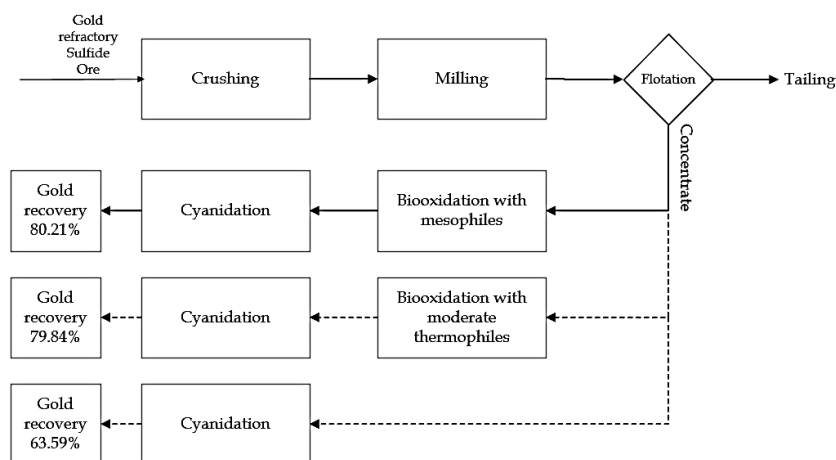 Gold
refractory
Sulfide
Ore
Crushing
Milling
Flotation
Tailing
Concentrate
Gold
recovery
80.21%
Cyanidation
Biooxidation with
mesophiles
Gold
recovery
79.84%
Cyanidation
Biooxidation with
moderate
thermophiles
Gold
recovery
63.59%
Cyanidation